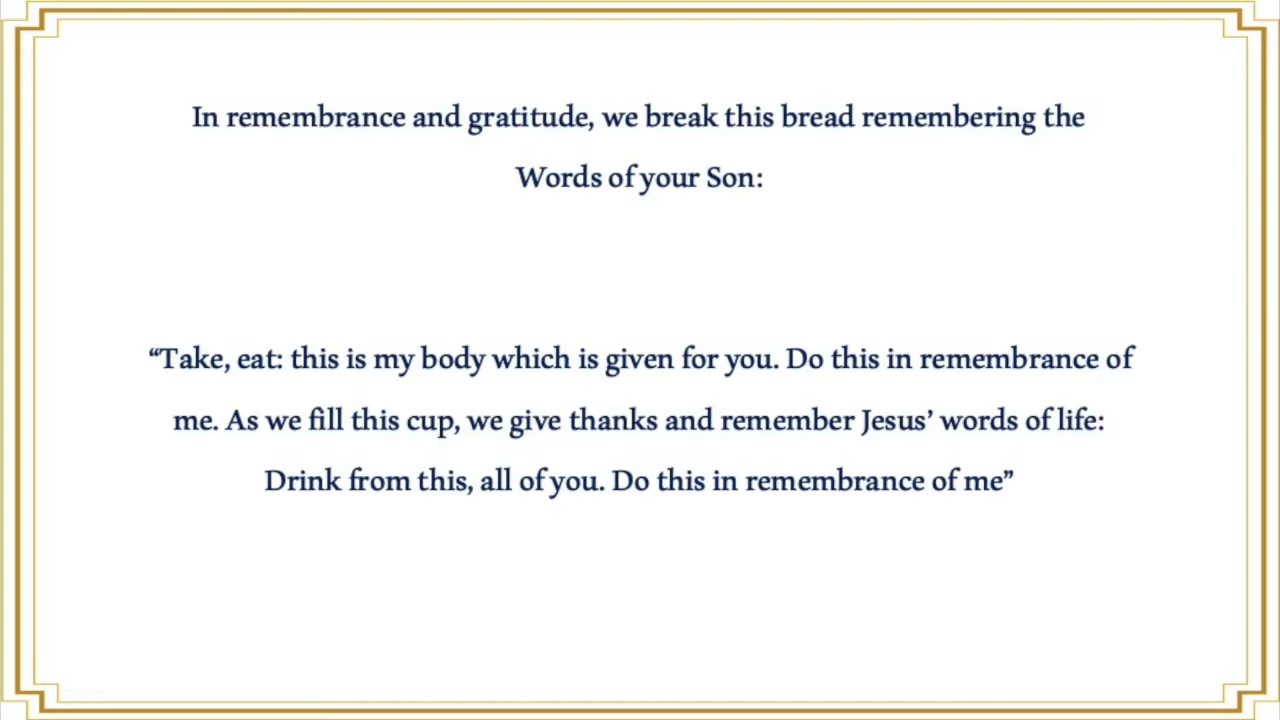 In remembrance and gratitude, we break this bread remembering the
Words of your Son:
“Take, eat: this is my body which is given for you. Do this in remembrance of
me. As we fill this cup, we give thanks and remember Jesus’ words of life:
Drink from this, all of you. Do this in remembrance of me”